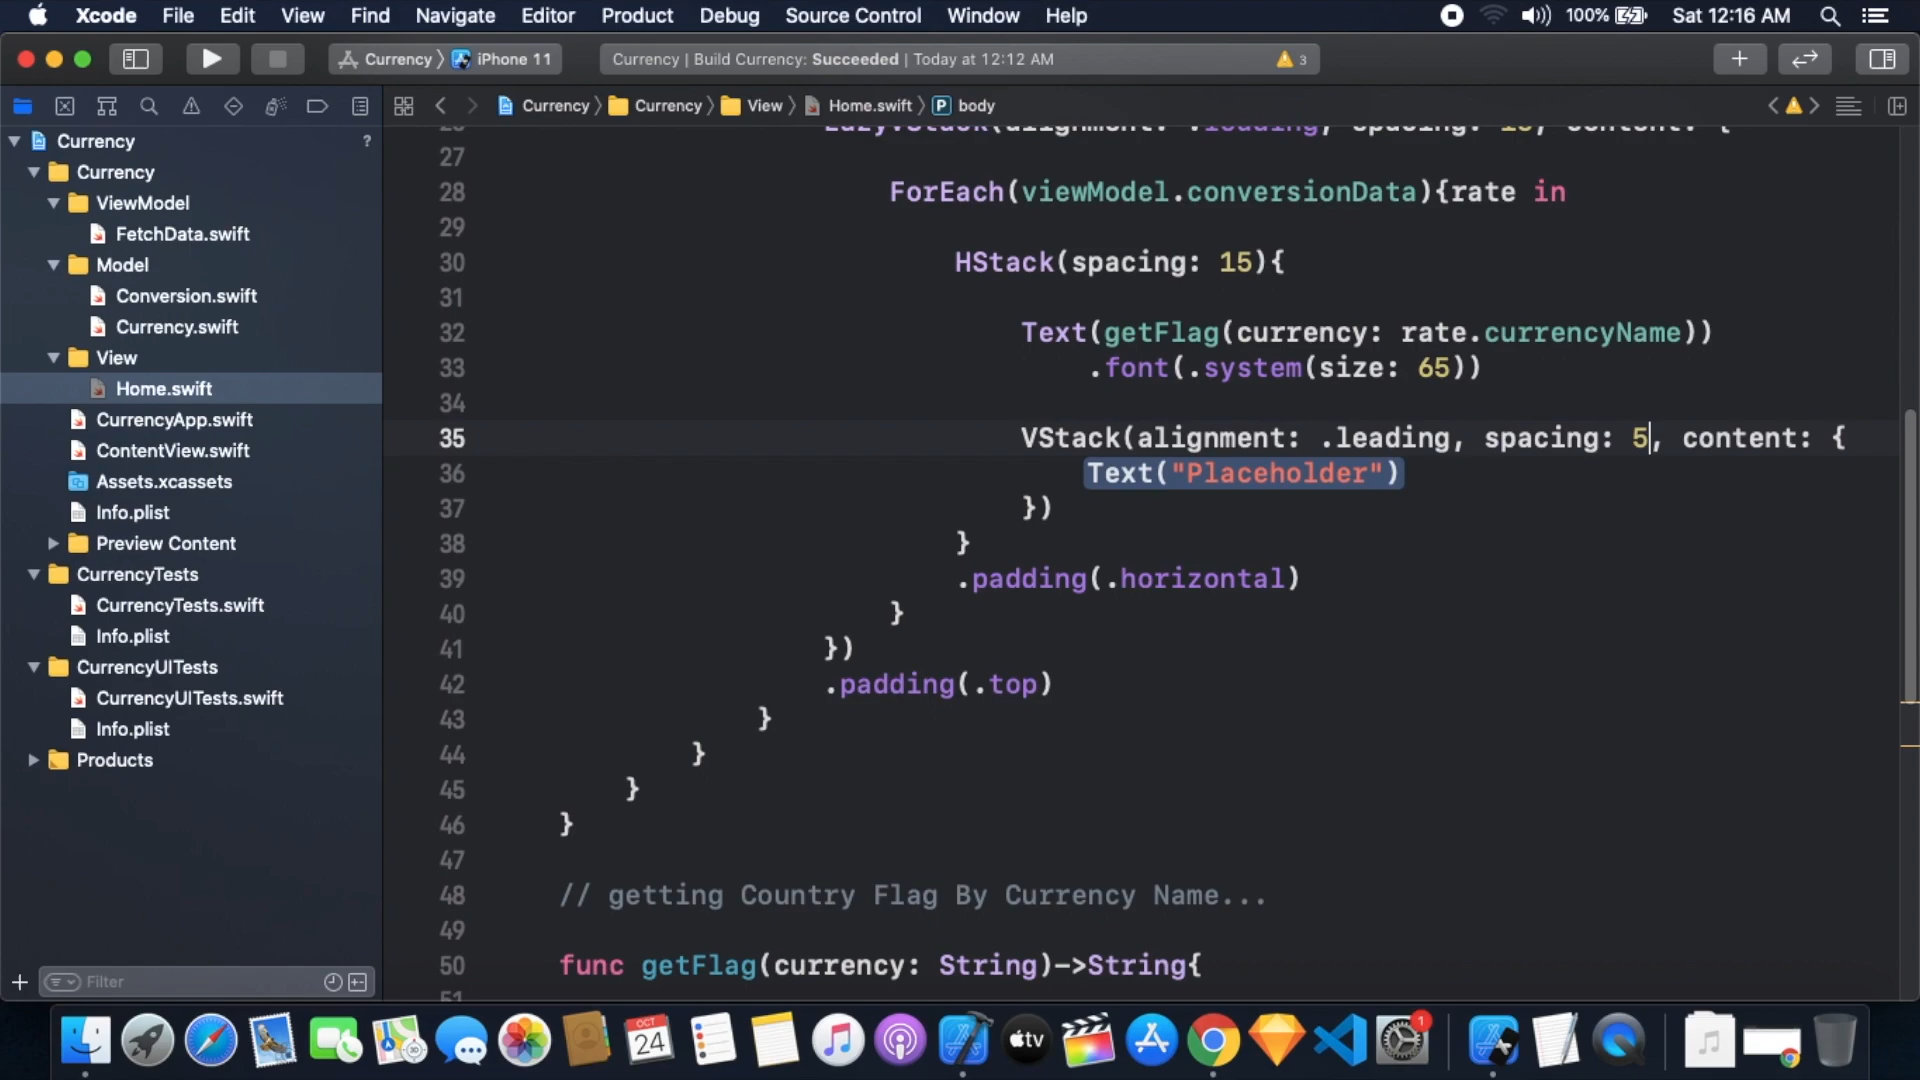 Xcode File Edit View Find Navigate Editor Product Debug Source Control Window Help 100% Sat 12:16 AM
Currency iPhone 11 Currency | Build Currency: Succeeded | Today at 12:12 AM 3
Currency Currency View Home.swift P body
Currency ?
Currency
ViewModel
FetchData.swift
Model
Conversion.swift
Currency.swift
View
Home.swift
CurrencyApp.swift
ContentView.swift
Assets.xcassets
Info.plist
Preview Content
CurrencyTests
CurrencyTests.swift
Info.plist
CurrencyUITests
CurrencyUITests.swift
Info.plist
Products
Filter
27
28 ForEach(viewModel.conversionData){rate in
29
30 HStack(spacing: 15){
31
32 Text(getFlag(currency: rate.currencyName))
33 .font(.system(size: 65))
34
35 VStack(alignment: .leading, spacing: 5, content: {
36 Text("Placeholder")
37 })
38 }
39 .padding(.horizontal)
40 }
41 })
42 .padding(.top)
43 }
44 }
45 }
46 }
47
48 // getting Country Flag By Currency Name...
49
50 func getFlag(currency: String)->String{
OCT
24
tv
1